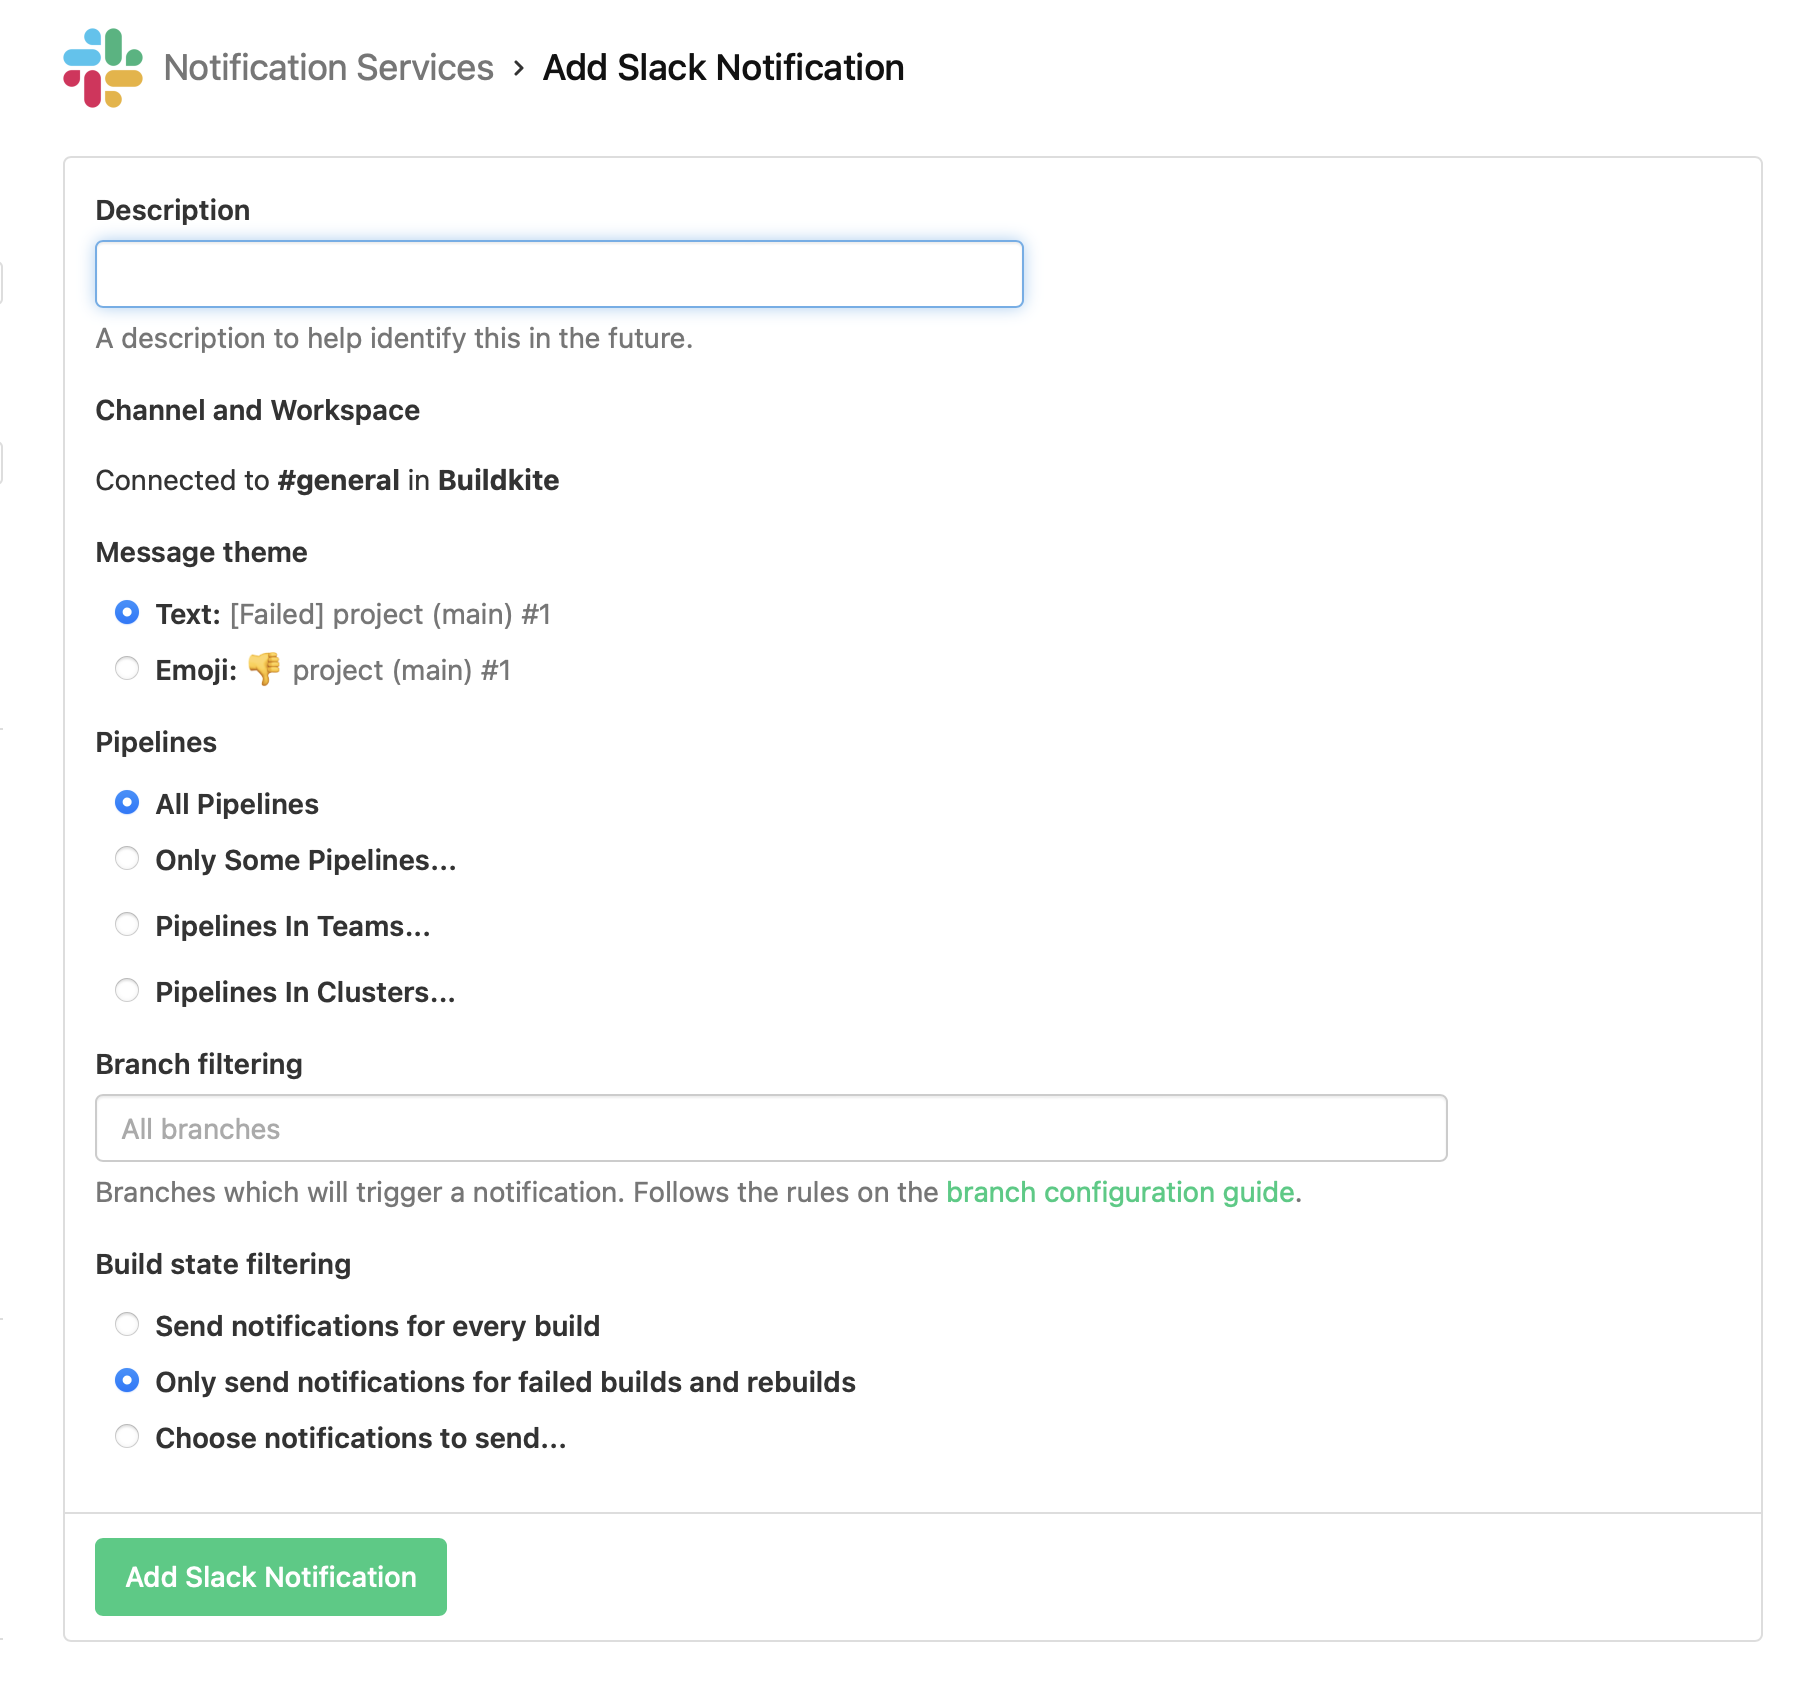 Notification Services › Add Slack Notification
Description
A description to help identify this in the future.
Channel and Workspace
Connected to #general in Buildkite
Message theme
Text: [Failed] project (main) #1
Emoji: 👎 project (main) #1
Pipelines
All Pipelines
Only Some Pipelines...
Pipelines In Teams...
Pipelines In Clusters...
Branch filtering
All branches
Branches which will trigger a notification. Follows the rules on the branch configuration guide.
Build state filtering
Send notifications for every build
Only send notifications for failed builds and rebuilds
Choose notifications to send...
Add Slack Notification